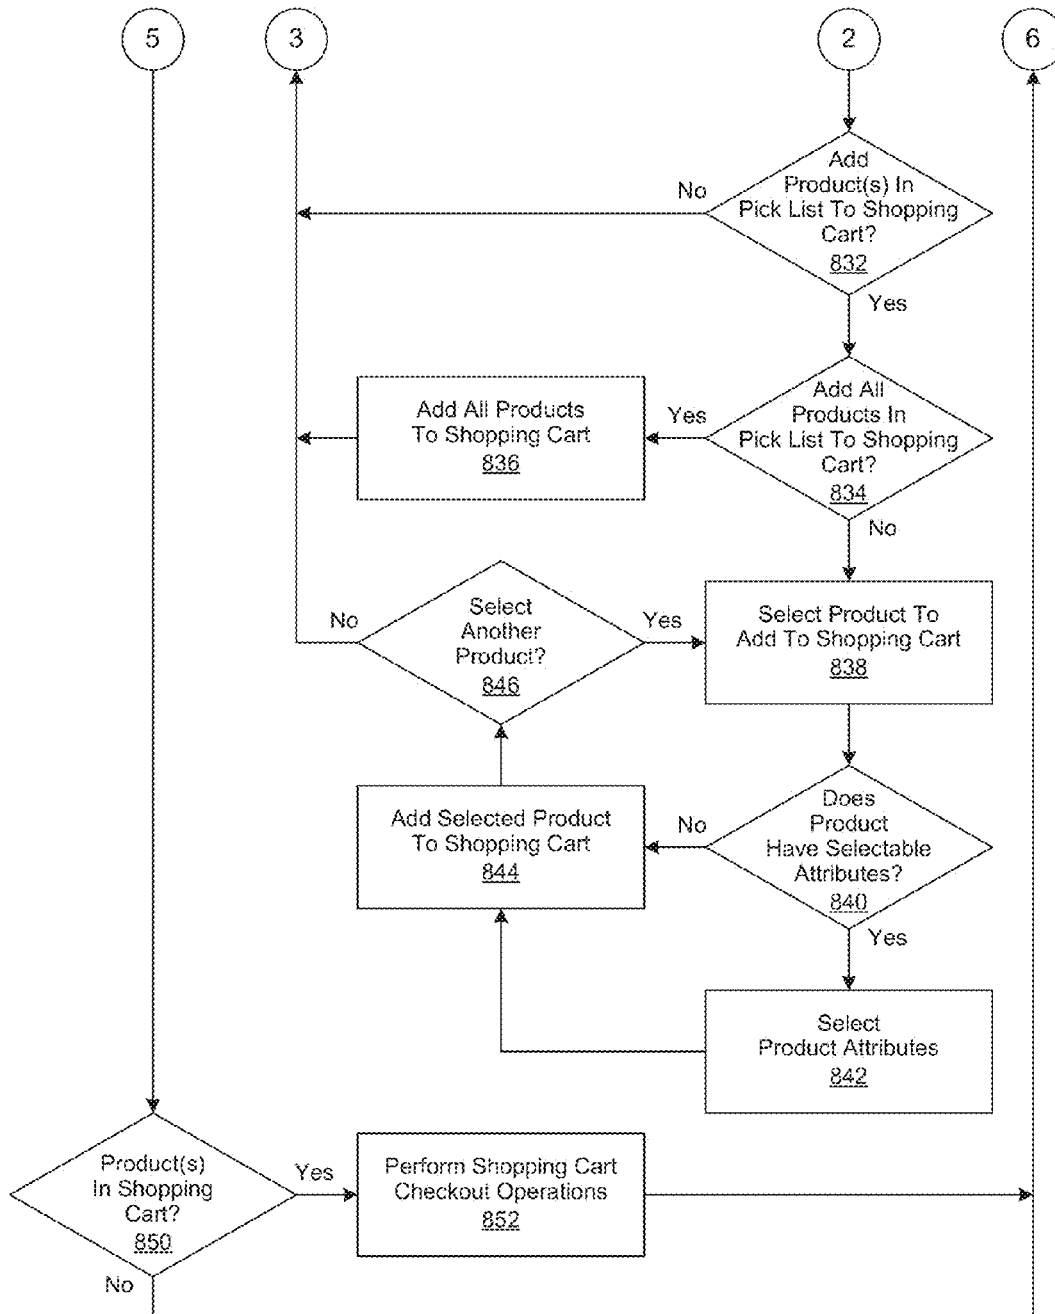 5
3
2
6
Add
Product(s) In
Pick List To Shopping
Cart?
832
No
Yes
Add All
Products In
Pick List To Shopping
Cart?
834
Yes
No
Add All Products
To Shopping Cart
836
Select
Another
Product?
846
No
Yes
Select Product To
Add To Shopping Cart
838
Add Selected Product
To Shopping Cart
844
No
Does
Product
Have Selectable
Attributes?
840
Yes
Select
Product Attributes
842
Product(s)
In Shopping
Cart?
850
Yes
No
Perform Shopping Cart
Checkout Operations
852